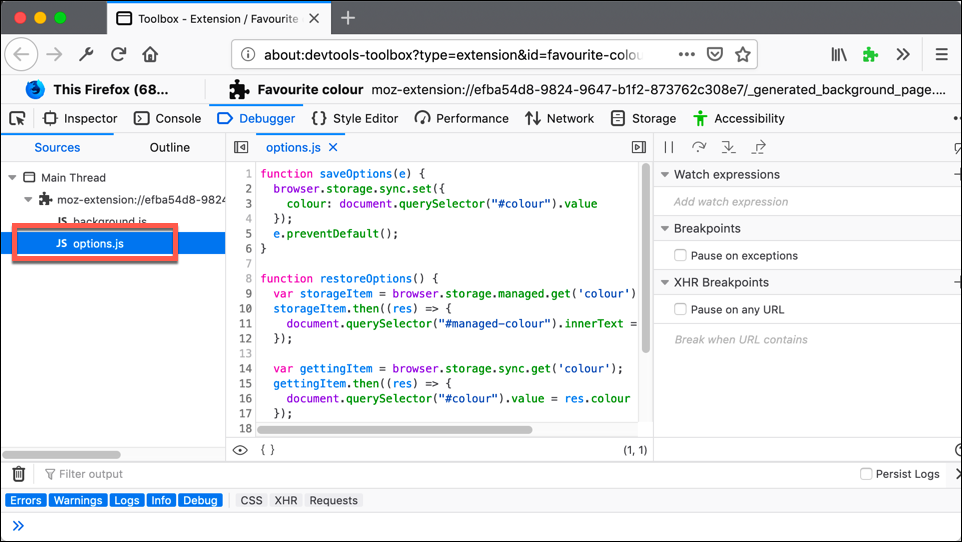 Toolbox - Extension / Favourite
about:devtools-toolbox?type=extension&id=favourite-colou
This Firefox (68...
Favourite colour moz-extension://efba54d8-9824-9647-b1f2-873762c308e7/_generated_background_page....
Inspector Console Debugger Style Editor Performance Network Storage Accessibility
Sources Outline
options.js
Main Thread
moz-extension://efba54d8-9824
JS background.js
JS options.js
1 function saveOptions(e) {
2 browser.storage.sync.set({
3 colour: document.querySelector("#colour").value
4 });
5 e.preventDefault();
6 }
7
8 function restoreOptions() {
9 var storageItem = browser.storage.managed.get('colour')
10 storageItem.then((res) => {
11 document.querySelector("#managed-colour").innerText =
12 });
13
14 var gettingItem = browser.storage.sync.get('colour');
15 gettingItem.then((res) => {
16 document.querySelector("#colour").value = res.colour
17 });
18
{ } (1, 1)
Watch expressions
Add watch expression
Breakpoints
Pause on exceptions
XHR Breakpoints
Pause on any URL
Break when URL contains
Filter output Persist Logs
Errors Warnings Logs Info Debug CSS XHR Requests